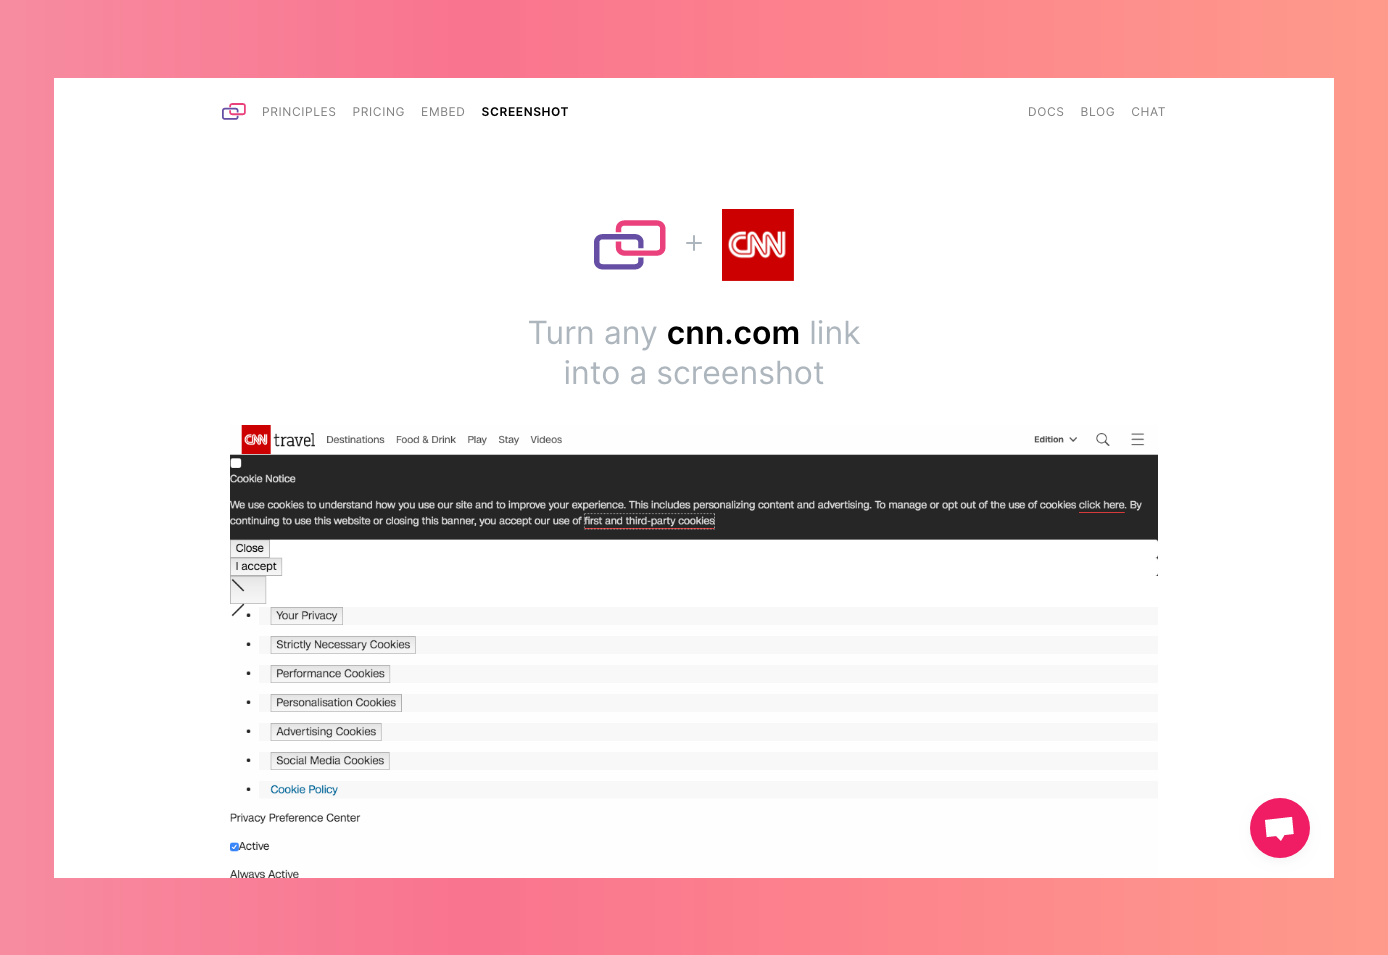 PRINCIPLES PRICING EMBED SCREENSHOT DOCS BLOG CHAT
+ CNN
Turn any cnn.com link
into a screenshot
CNN travel Destinations Food & Drink Play Stay Videos Edition
Cookie Notice
We use cookies to understand how you use our site and to improve your experience. This includes personalizing content and advertising. To manage or opt out of the use of cookies click here. By
continuing to use this website or closing this banner, you accept our use of first and third-party cookies
Close
I accept
• Your Privacy
• Strictly Necessary Cookies
• Performance Cookies
• Personalisation Cookies
• Advertising Cookies
• Social Media Cookies
• Cookie Policy
Privacy Preference Center
Active
Always Active